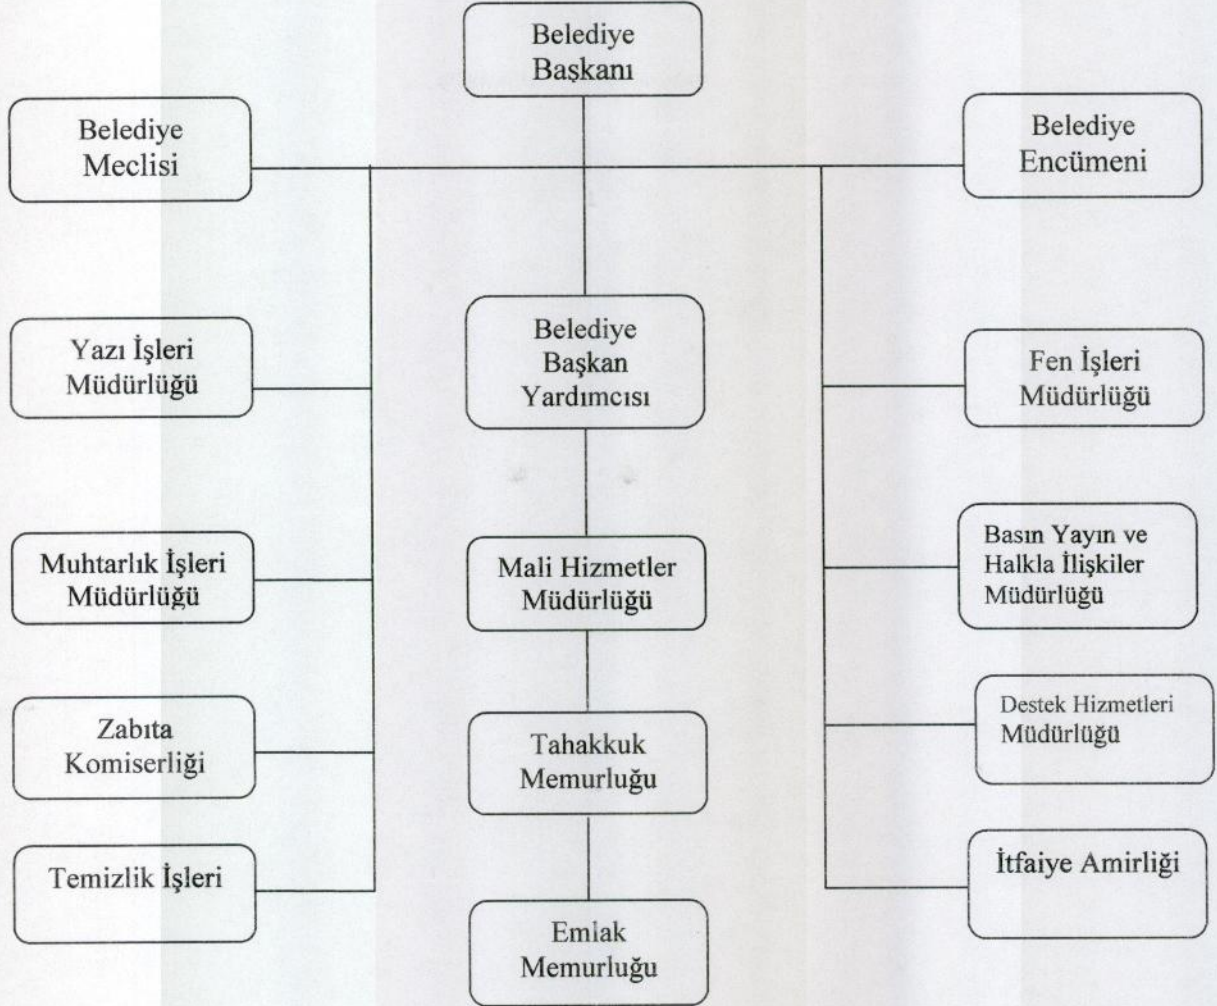 Belediye
Başkanı
Belediye
Meclisi
Belediye
Encümeni
Yazı İşleri
Müdürlüğü
Belediye
Başkan
Yardımcısı
Fen İşleri
Müdürlüğü
Muhtarlık İşleri
Müdürlüğü
Mali Hizmetler
Müdürlüğü
Basın Yayın ve
Halkla İlişkiler
Müdürlüğü
Zabıta
Komiserliği
Tahakkuk
Memurluğu
Destek Hizmetleri
Müdürlüğü
Temizlik İşleri
Emlak
Memurluğu
İtfaiye Amirliği